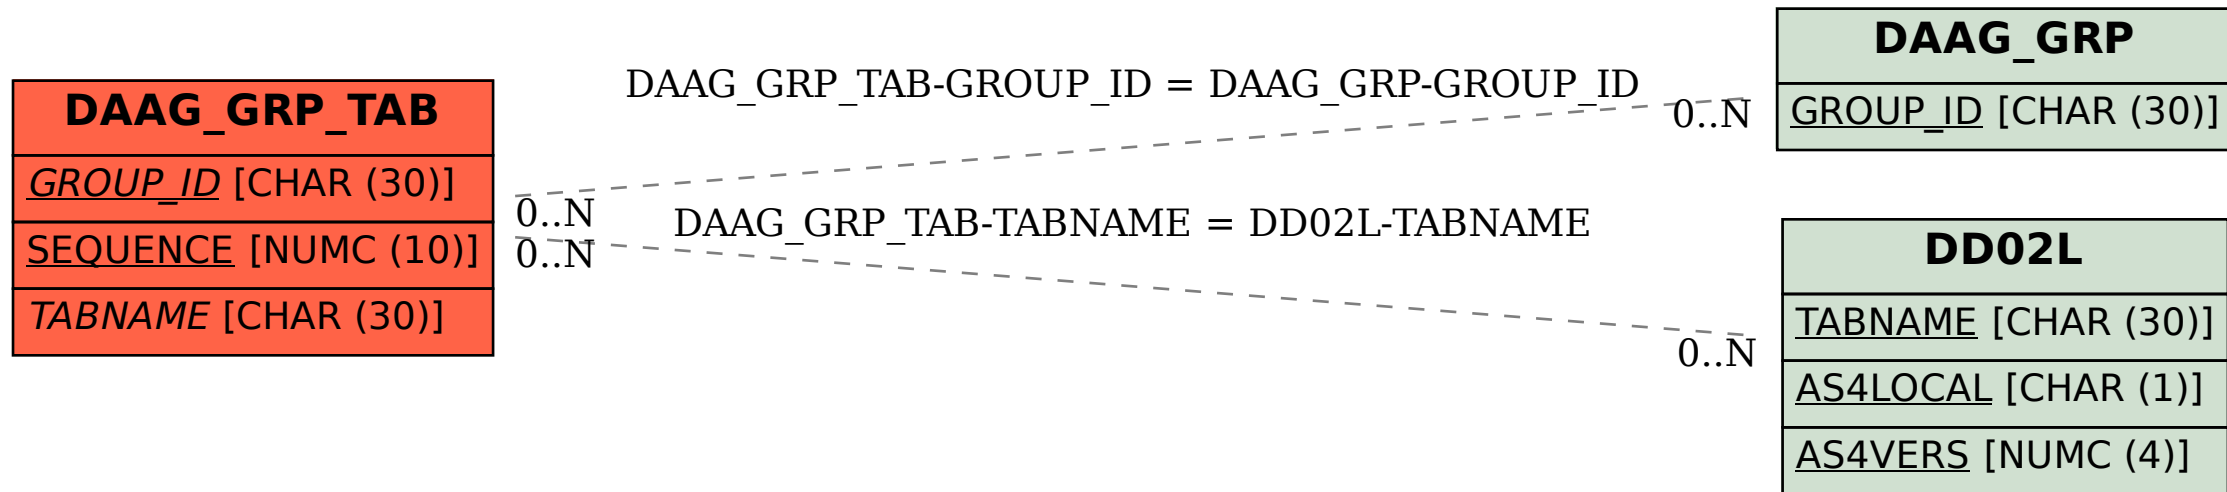 DAAG_GRP_TAB
GROUP_ID [CHAR (30)]
SEQUENCE [NUMC (10)]
TABNAME [CHAR (30)]
DAAG_GRP_TAB-GROUP_ID = DAAG_GRP-GROUP_ID
0..N
0..N
DAAG_GRP_TAB-TABNAME = DD02L-TABNAME
0..N
0..N
DAAG_GRP
GROUP_ID [CHAR (30)]
DD02L
TABNAME [CHAR (30)]
AS4LOCAL [CHAR (1)]
AS4VERS [NUMC (4)]